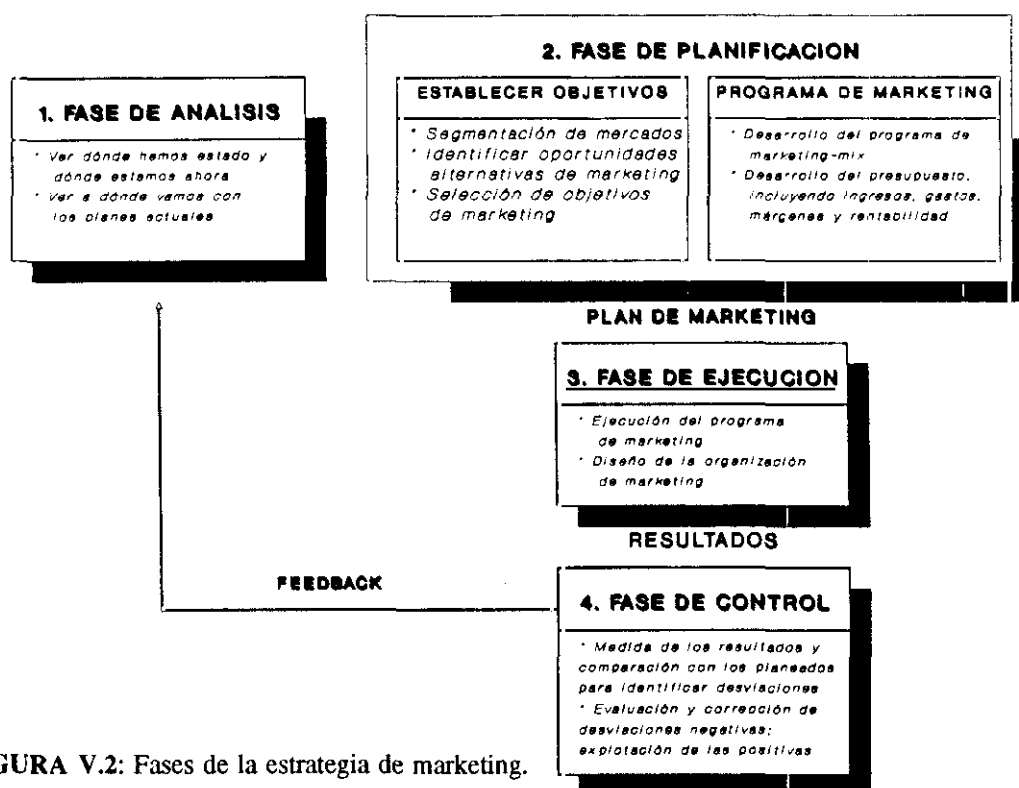 1. FASE DE ANALISIS
* Ver dónde hemos estado y
dónde estamos ahora
* Ver a dónde vamos con
los planes actuales
2. FASE DE PLANIFICACION
ESTABLECER OBJETIVOS
* Segmentación de mercados
* Identificar oportunidades
alternativas de marketing
* Selección de objetivos
de marketing
PROGRAMA DE MARKETING
* Desarrollo del programa de
marketing-mix
* Desarrollo del presupuesto,
incluyendo ingresos, gastos,
márgenes y rentabilidad
PLAN DE MARKETING
3. FASE DE EJECUCION
* Ejecución del programa
de marketing
* Diseño de la organización
de marketing
RESULTADOS
FEEDBACK
4. FASE DE CONTROL
* Medida de los resultados y
comparación con los planeados
para identificar desviaciones
* Evaluación y corrección de
desviaciones negativas;
explotación de las positivas
GURA V.2: Fases de la estrategia de marketing.